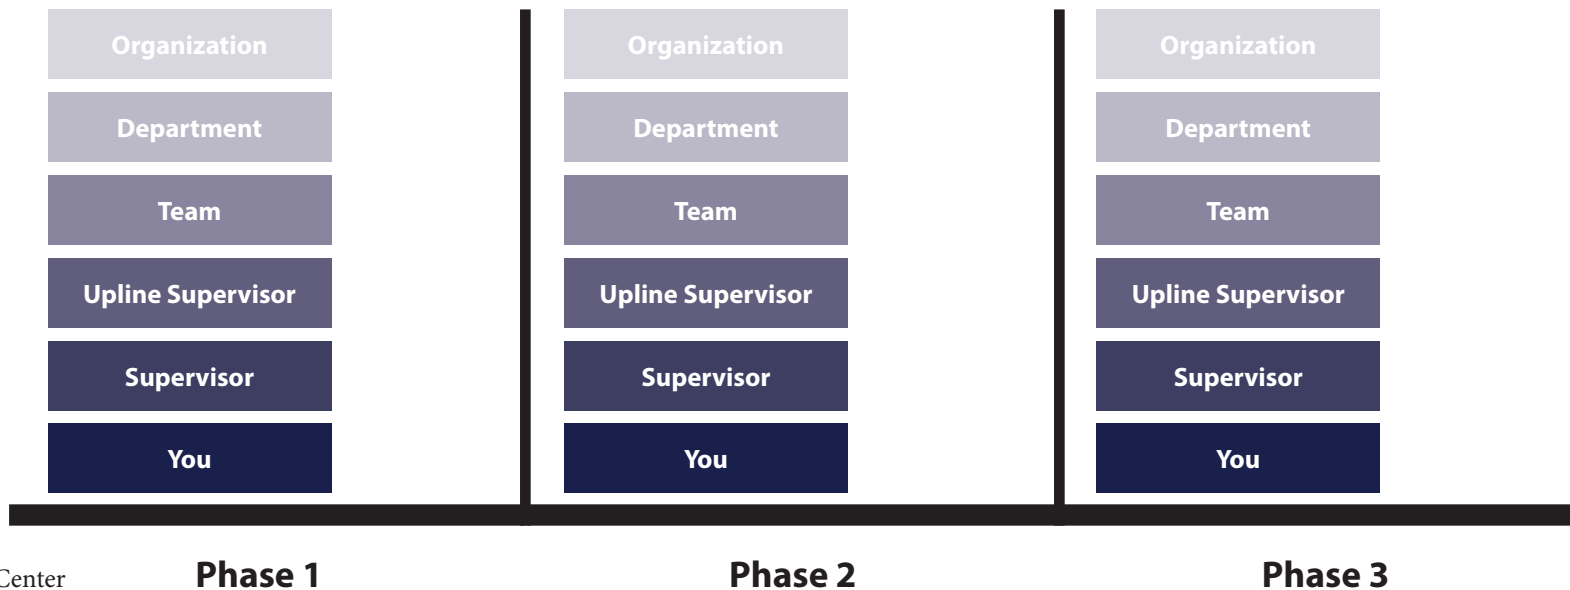 Organization
Department
Team
Upline Supervisor
Supervisor
You
Organization
Department
Team
Upline Supervisor
Supervisor
You
Organization
Department
Team
Upline Supervisor
Supervisor
You
Center
Phase 1
Phase 2
Phase 3